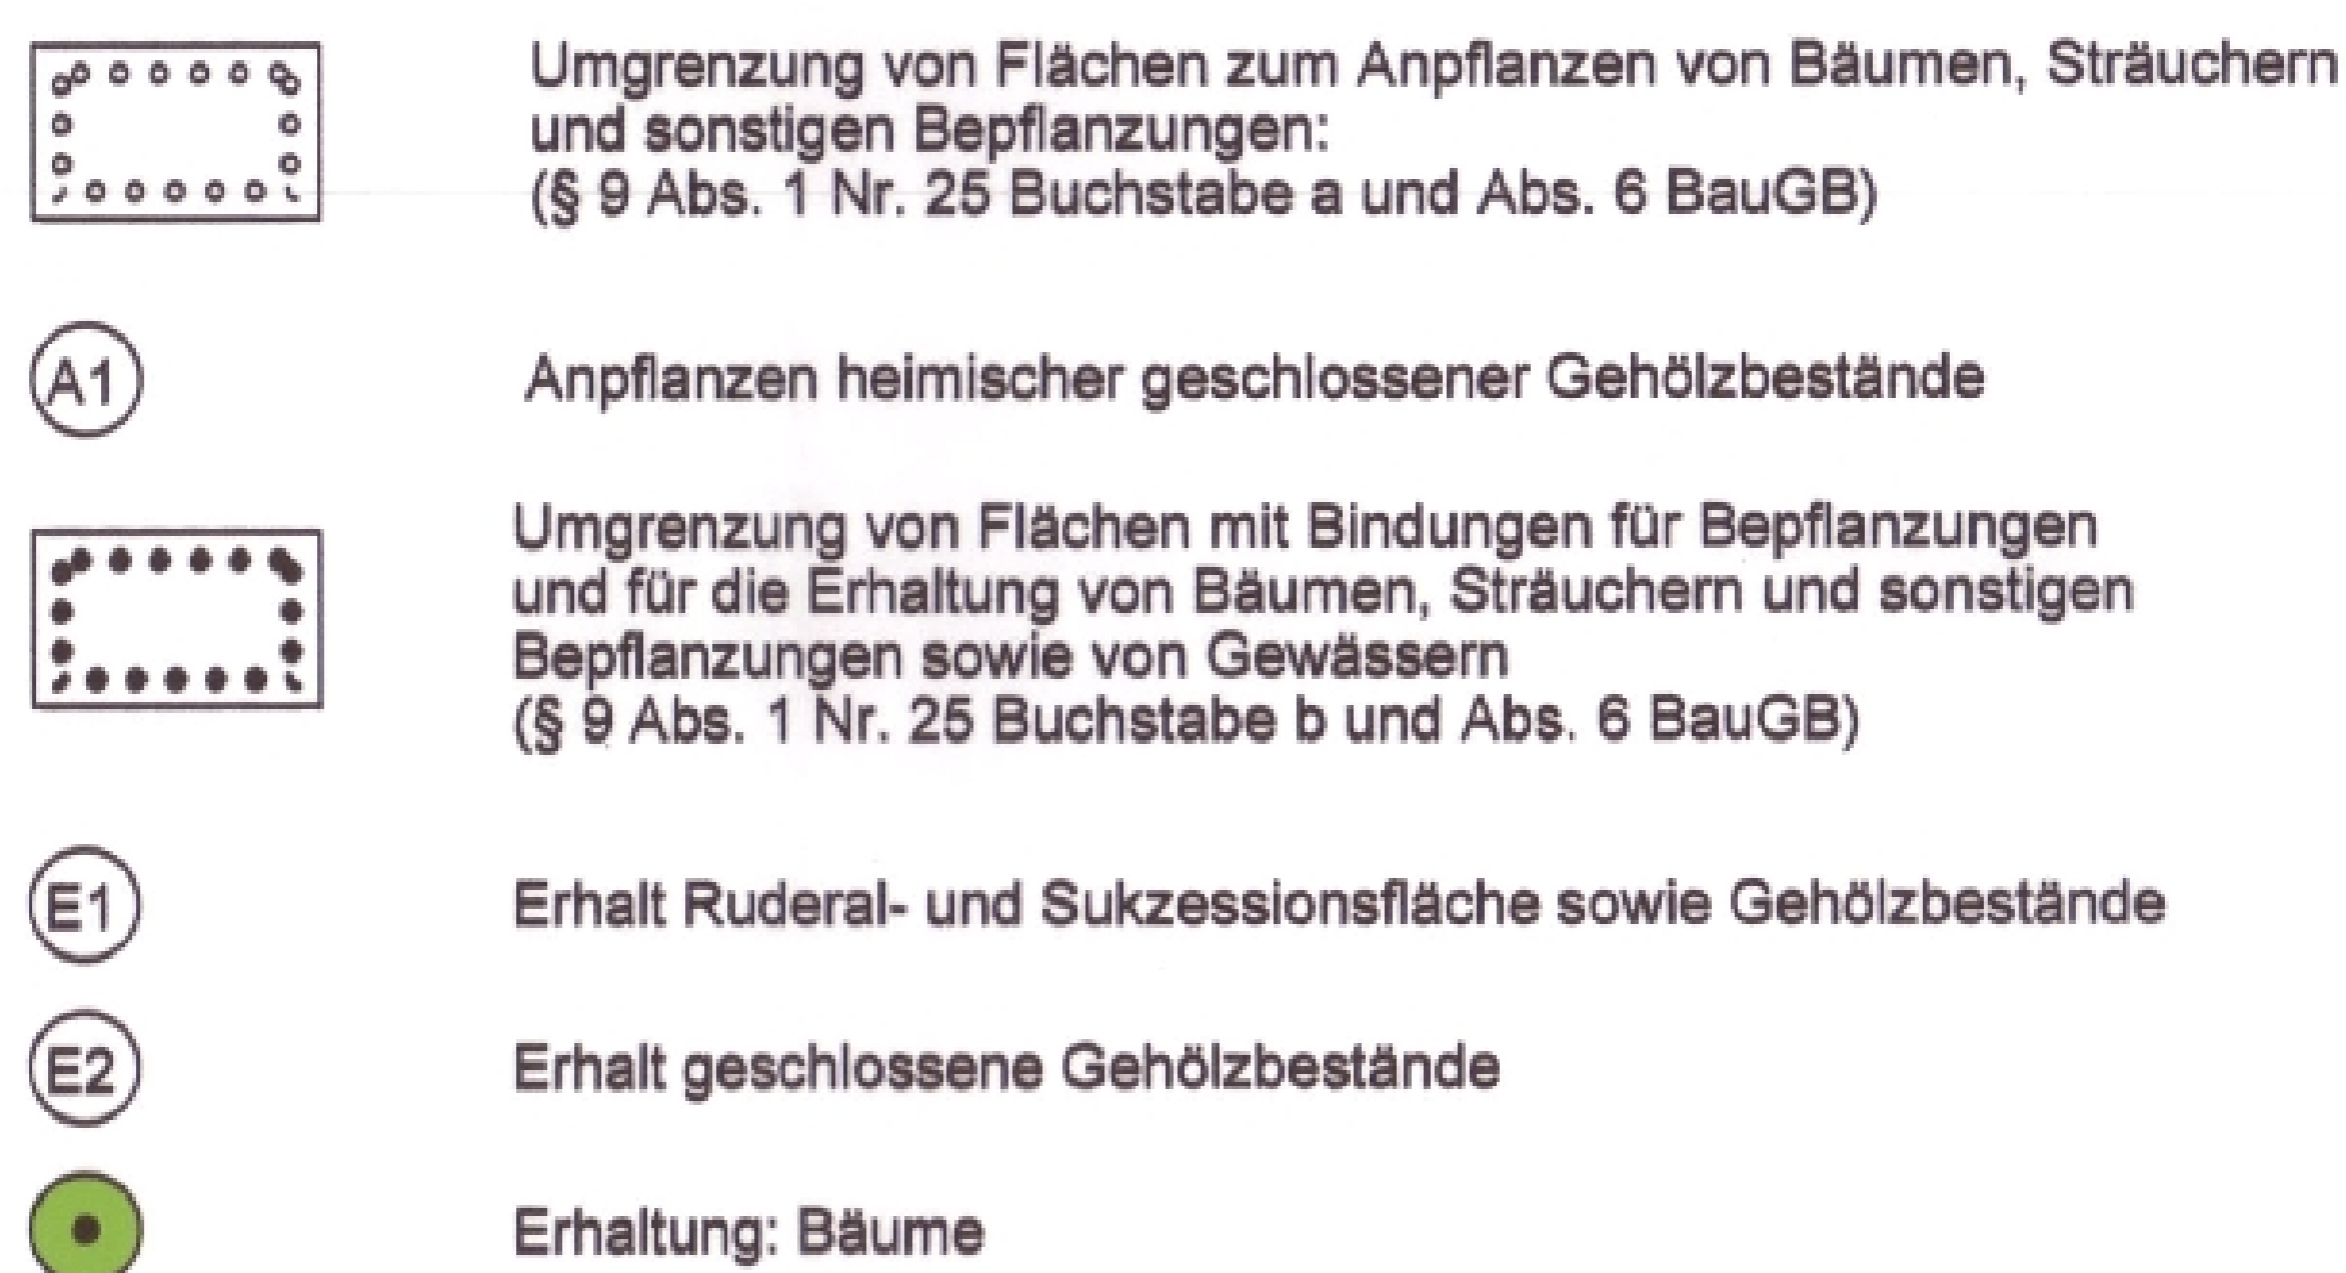 Umgrenzung von Flächen zum Anpflanzen von Bäumen, Sträuchern
und sonstigen Bepflanzungen:
(§ 9 Abs. 1 Nr. 25 Buchstabe a und Abs. 6 BauGB)
A1 Anpflanzen heimischer geschlossener Gehölzbestände
Umgrenzung von Flächen mit Bindungen für Bepflanzungen
und für die Erhaltung von Bäumen, Sträuchern und sonstigen
Bepflanzungen sowie von Gewässern
(§ 9 Abs. 1 Nr. 25 Buchstabe b und Abs. 6 BauGB)
E1 Erhalt Ruderal- und Sukzessionsfläche sowie Gehölzbestände
E2 Erhalt geschlossene Gehölzbestände
Erhaltung: Bäume